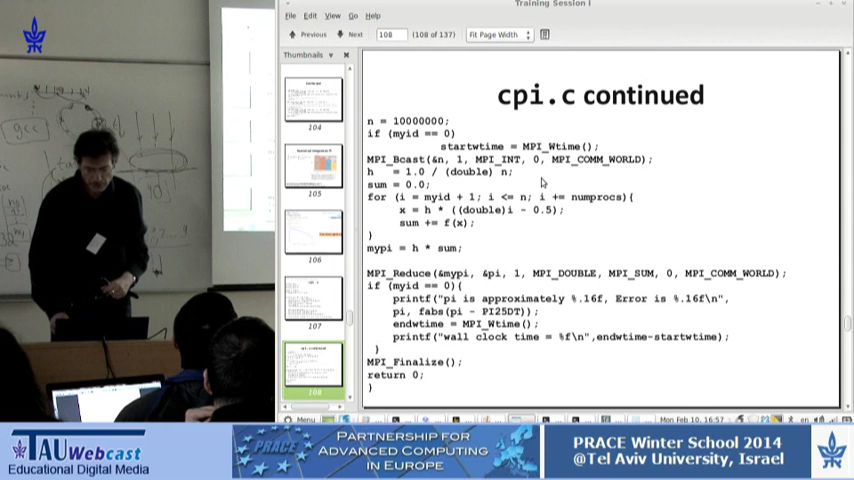 Training Session I
File Edit View Go Help
Previous Next 108 (108 of 137) Fit Page Width
Thumbnails
104
105
106
107
108
cpi.c continued
n = 10000000;
if (myid == 0)
startwtime = MPI_Wtime();
MPI_Bcast(&n, 1, MPI_INT, 0, MPI_COMM_WORLD);
h = 1.0 / (double) n;
sum = 0.0;
for (i = myid + 1; i <= n; i += numprocs){
x = h * ((double)i - 0.5);
sum += f(x);
}
mypi = h * sum;
MPI_Reduce(&mypi, &pi, 1, MPI_DOUBLE, MPI_SUM, 0, MPI_COMM_WORLD);
if (myid == 0){
printf("pi is approximately %.16f, Error is %.16f\n",
pi, fabs(pi - PI25DT));
endwtime = MPI_Wtime();
printf("wall clock time = %f\n",endwtime-startwtime);
}
MPI_Finalize();
return 0;
}
Menu
en
Mon Feb 10, 16:57
gcc
TAU Webcast
Educational Digital Media
PRACE
PARTNERSHIP FOR
ADVANCED COMPUTING
IN EUROPE
PRACE Winter School 2014
@Tel Aviv University, Israel